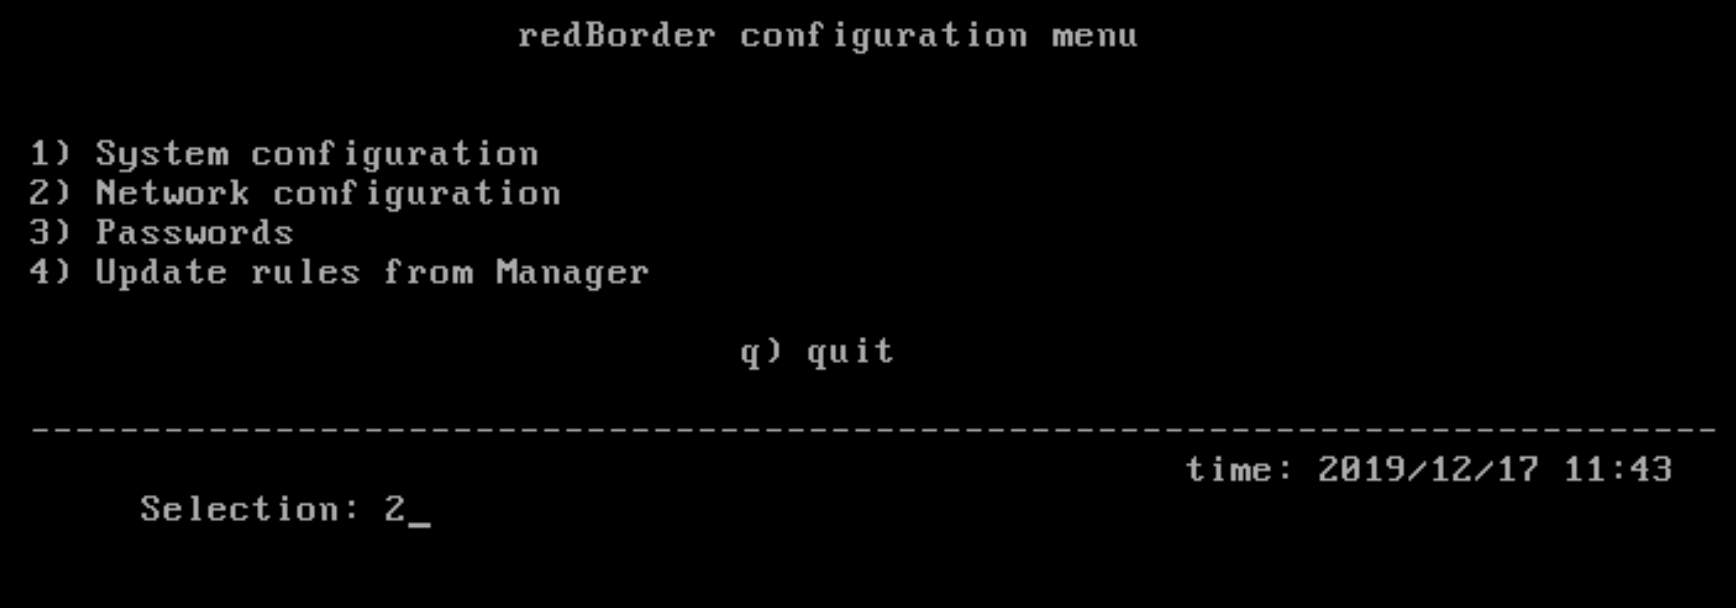 redBorder configuration menu
1) System configuration
2) Network configuration
3) Passwords
4) Update rules from Manager
q) quit
--------------------------------------------------------------------------------
time: 2019/12/17 11:43
Selection: 2_